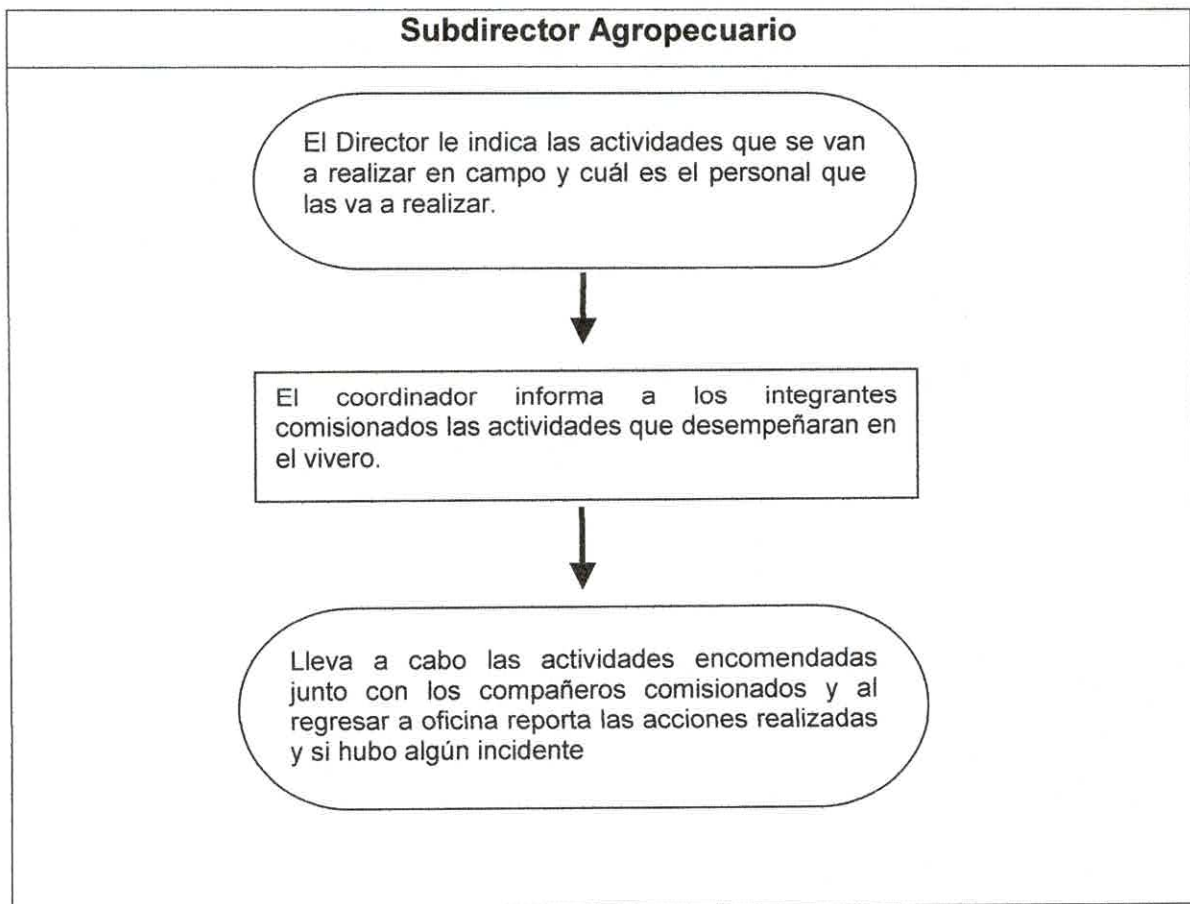 Subdirector Agropecuario
El Director le indica las actividades que se van
a realizar en campo y cuál es el personal que
las va a realizar.
El coordinador informa a los integrantes
comisionados las actividades que desempeñaran en
el vivero.
Lleva a cabo las actividades encomendadas
junto con los compañeros comisionados y al
regresar a oficina reporta las acciones realizadas
y si hubo algún incidente